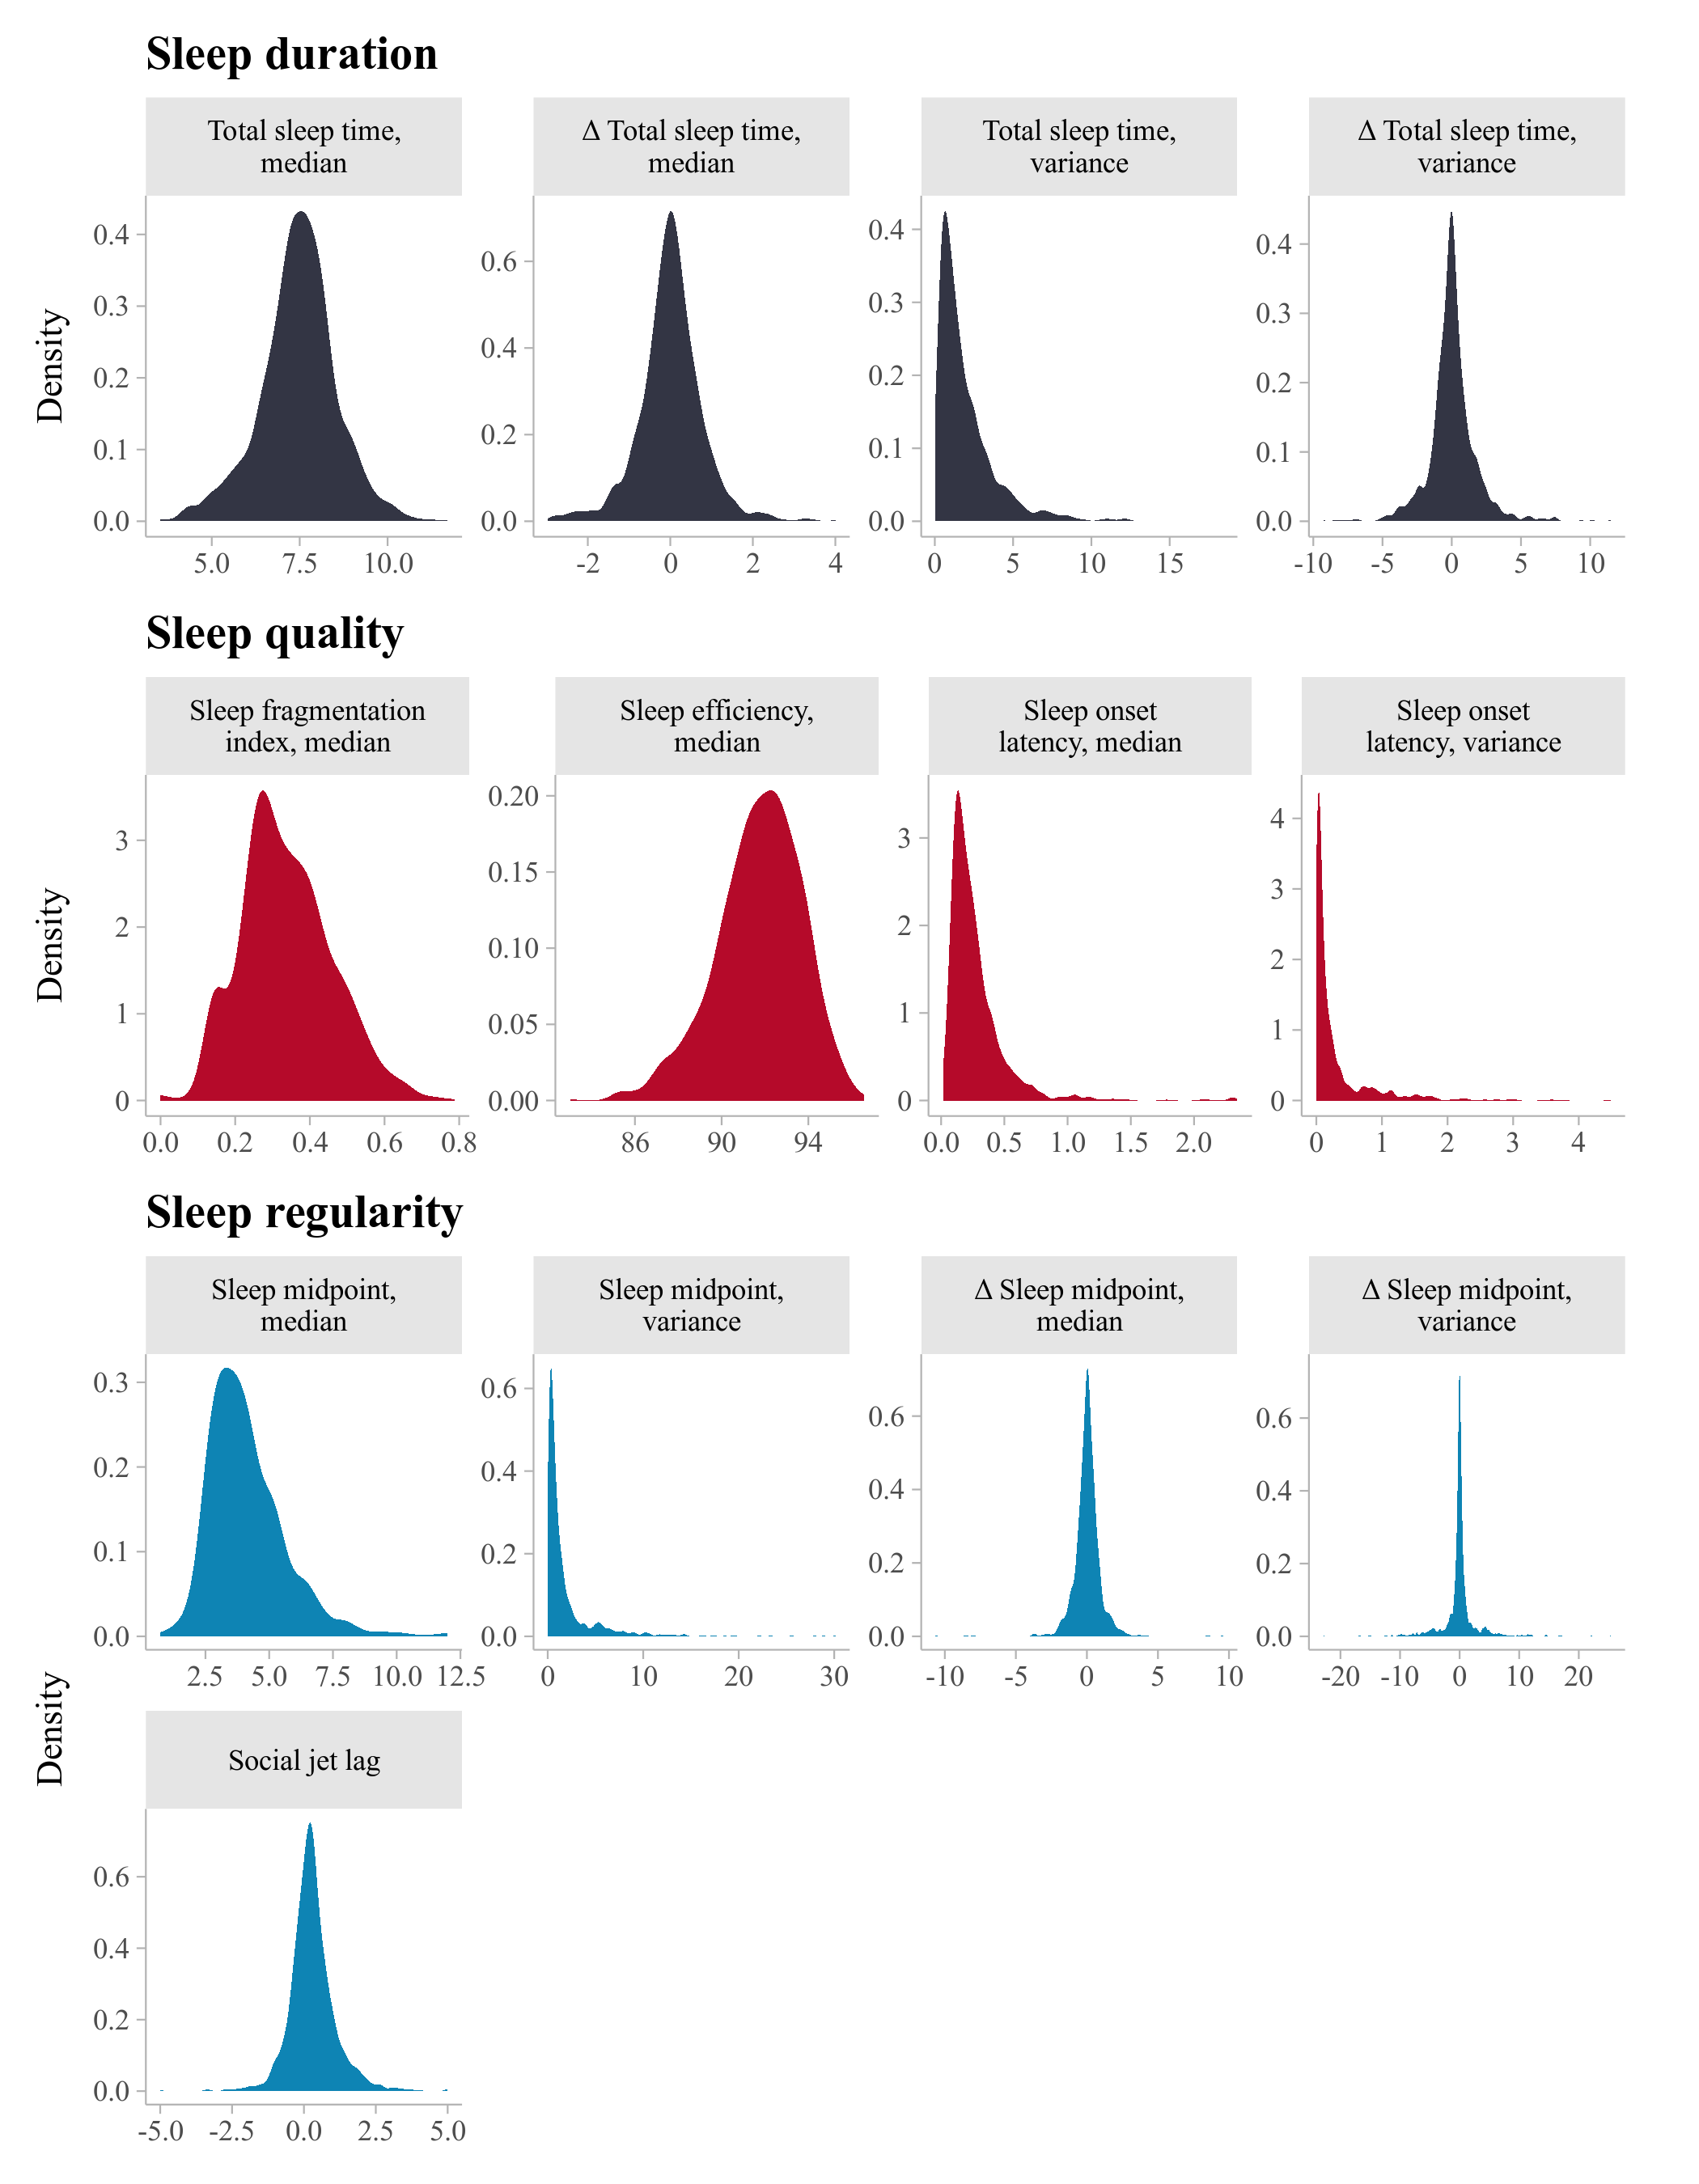 Sleep duration
Total sleep time,
median
Δ Total sleep time,
median
Total sleep time,
variance
Δ Total sleep time,
variance
Density
0.4
0.3
0.2
0.1
0.0
5.0 7.5 10.0
0.6
0.4
0.2
0.0
-2 0 2 4
0.4
0.3
0.2
0.1
0.0
0 5 10 15
0.4
0.3
0.2
0.1
0.0
-10 -5 0 5 10
Sleep quality
Sleep fragmentation
index, median
Sleep efficiency,
median
Sleep onset
latency, median
Sleep onset
latency, variance
Density
3
2
1
0
0.0 0.2 0.4 0.6 0.8
0.20
0.15
0.10
0.05
0.00
86 90 94
3
2
1
0
0.0 0.5 1.0 1.5 2.0
4
3
2
1
0
0 1 2 3 4
Sleep regularity
Sleep midpoint,
median
Sleep midpoint,
variance
Δ Sleep midpoint,
median
Δ Sleep midpoint,
variance
Density
0.3
0.2
0.1
0.0
2.5 5.0 7.5 10.0 12.5
0.6
0.4
0.2
0.0
0 10 20 30
0.6
0.4
0.2
0.0
-10 -5 0 5 10
0.6
0.4
0.2
0.0
-20 -10 0 10 20
Social jet lag
0.6
0.4
0.2
0.0
-5.0 -2.5 0.0 2.5 5.0